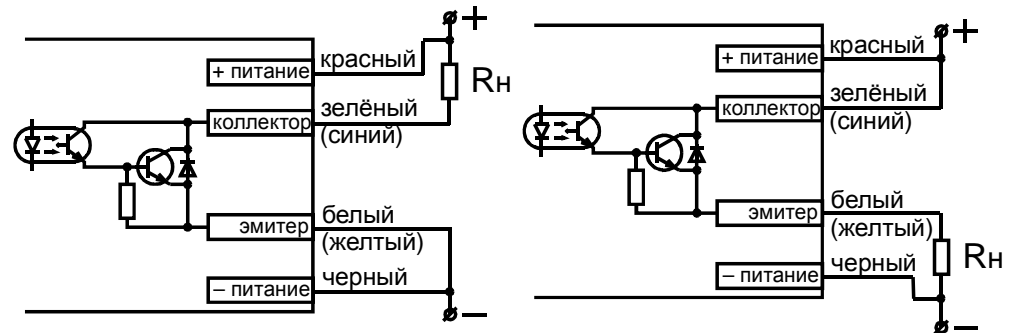 +
+ питание
красный
Rн
коллектор
зелёный
(синий)
эмитер
белый
(желтый)
– питание
черный
—
+
+ питание
красный
коллектор
зелёный
(синий)
эмитер
белый
(желтый)
Rн
– питание
черный
—